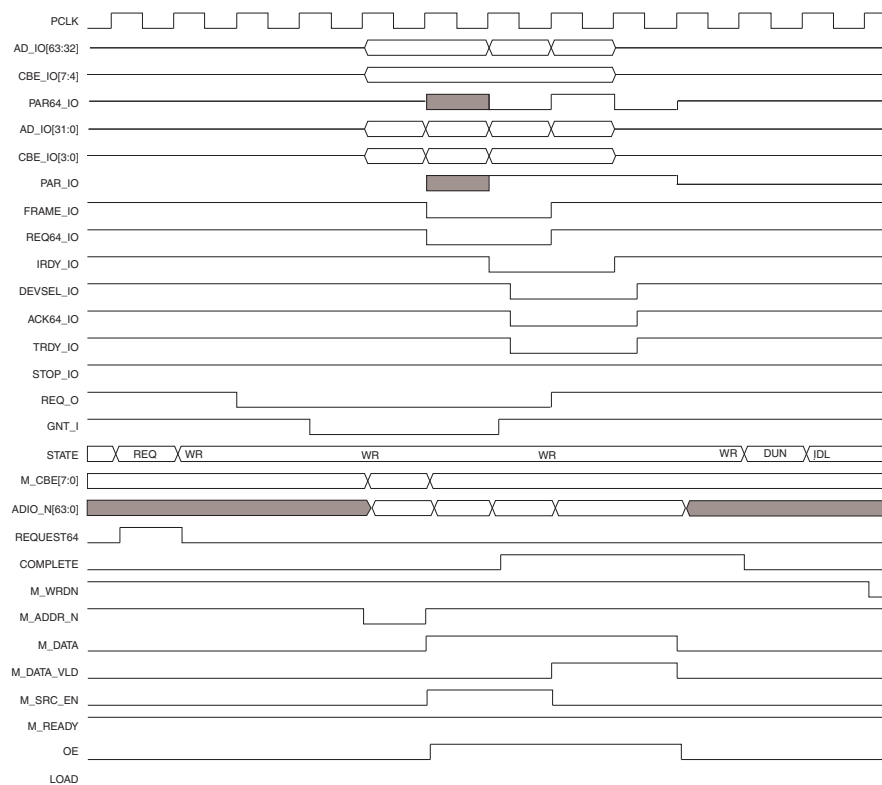 PCLK
AD_IO[63:32]
CBE_IO[7:4]
PAR64_IO
AD_IO[31:0]
CBE_IO[3:0]
PAR_IO
FRAME_IO
REQ64_IO
IRDY_IO
DEVSEL_IO
ACK64_IO
TRDY_IO
STOP_IO
REQ_O
GNT_I
STATE REQ WR WR WR WR DUN IDL
M_CBE[7:0]
ADIO_N[63:0]
REQUEST64
COMPLETE
M_WRDN
M_ADDR_N
M_DATA
M_DATA_VLD
M_SRC_EN
M_READY
OE
LOAD